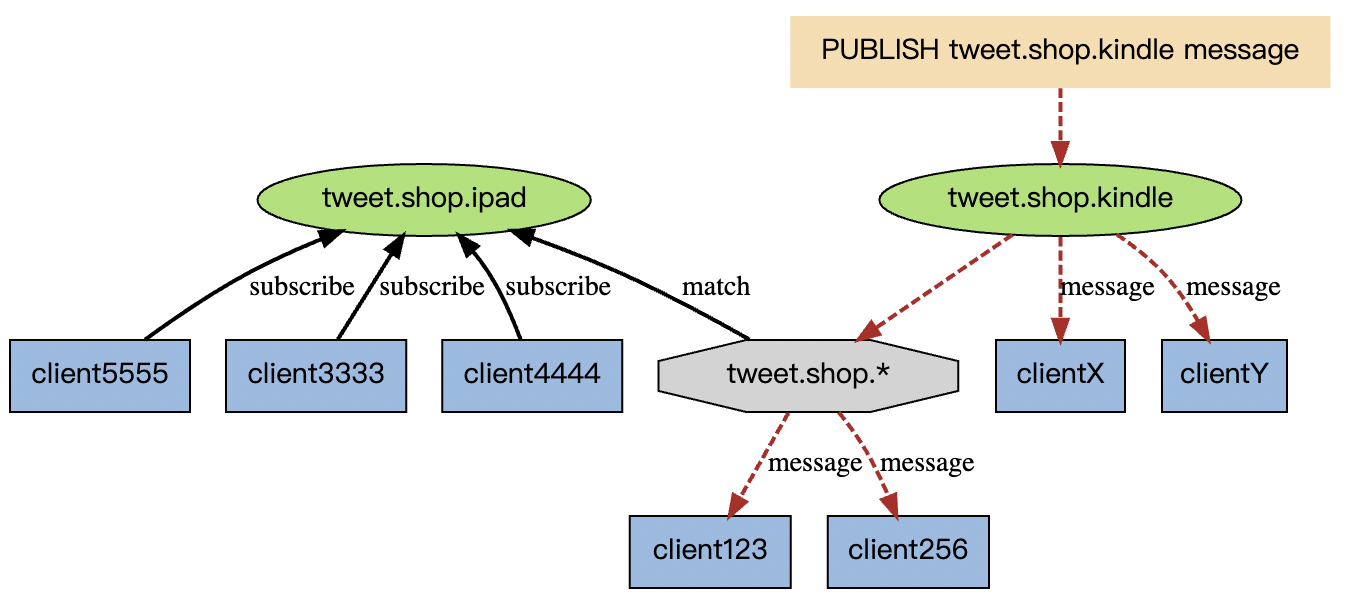 PUBLISH tweet.shop.kindle message
tweet.shop.ipad
tweet.shop.kindle
subscribe
subscribe
subscribe
match
message
message
client5555
client3333
client4444
tweet.shop.*
clientX
clientY
message
message
client123
client256